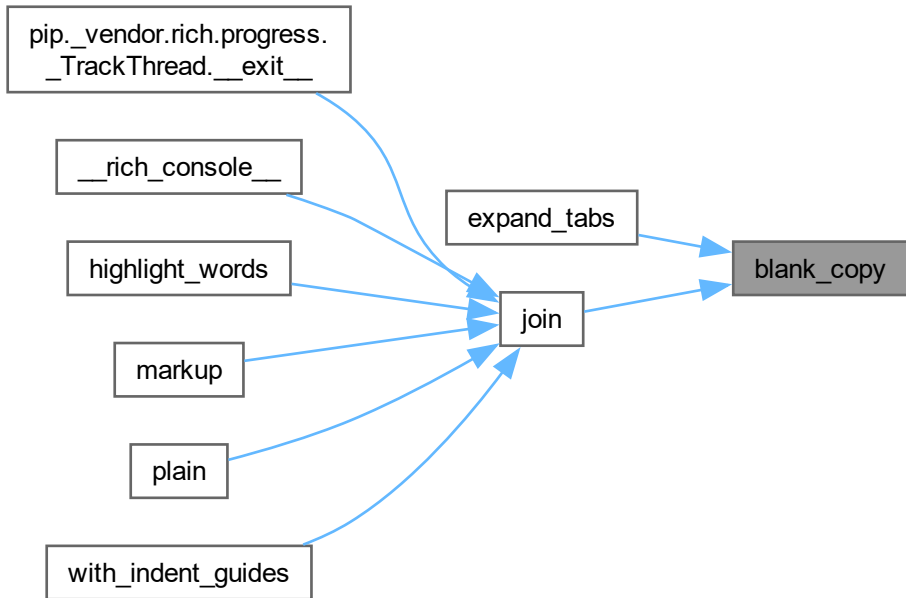 pip._vendor.rich.progress.
_TrackThread.__exit__
__rich_console__
highlight_words
markup
plain
with_indent_guides
expand_tabs
join
blank_copy